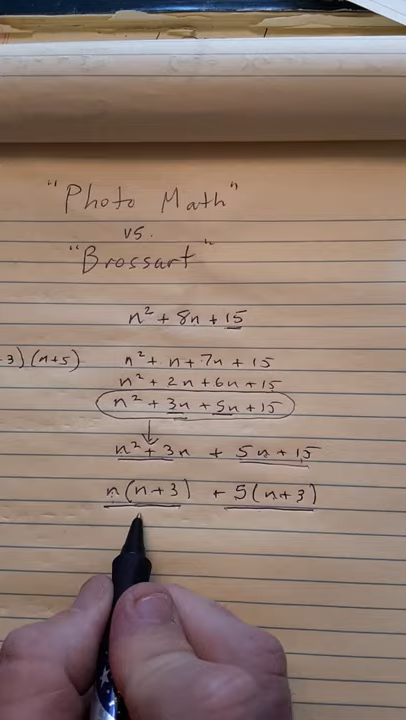 "Photo Math"
vs.
"Brossart"
n² + 8n + 15
3)(n+5)
n² + n + 7n + 15
n² + 2n + 6n + 15
n² + 3n + 5n + 15
n² + 3n + 5n + 15
n(n+3) + 5(n+3)